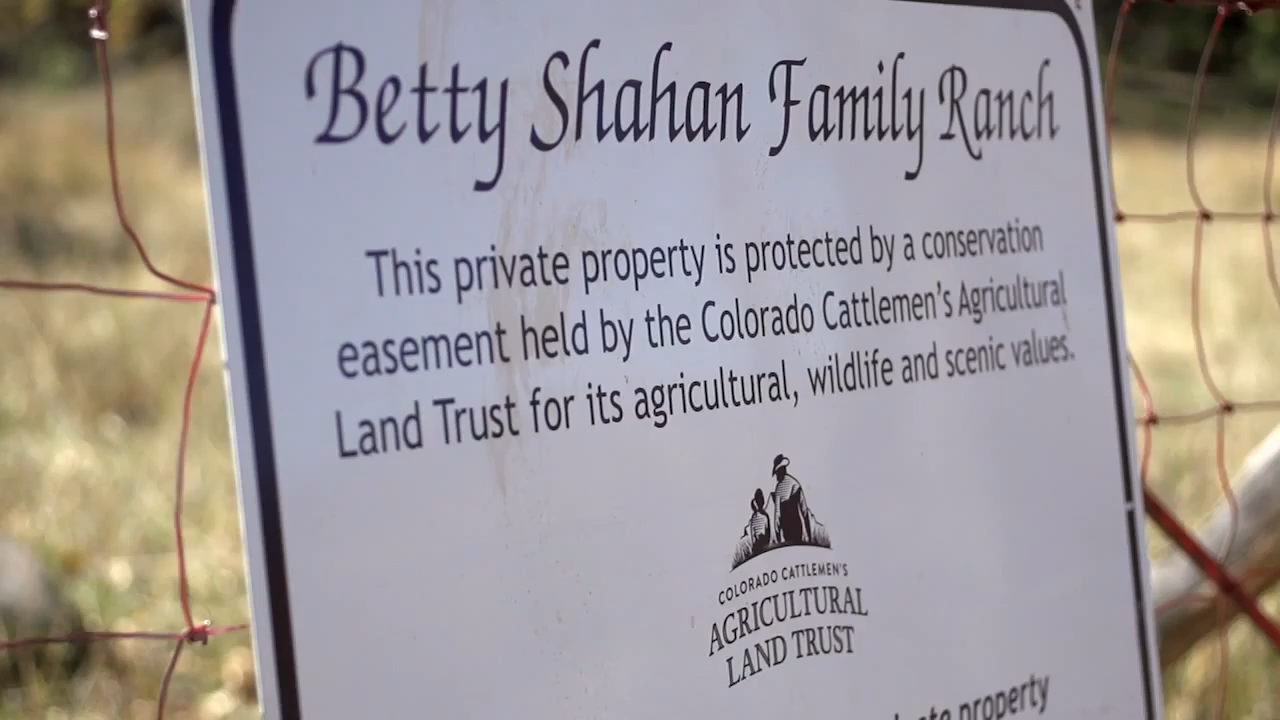 Betty Shahan Family Ranch
This private property is protected by a conservation
easement held by the Colorado Cattlemen's Agricultural
Land Trust for its agricultural, wildlife and scenic values.
COLORADO CATTLEMEN'S
AGRICULTURAL
LAND TRUST
property